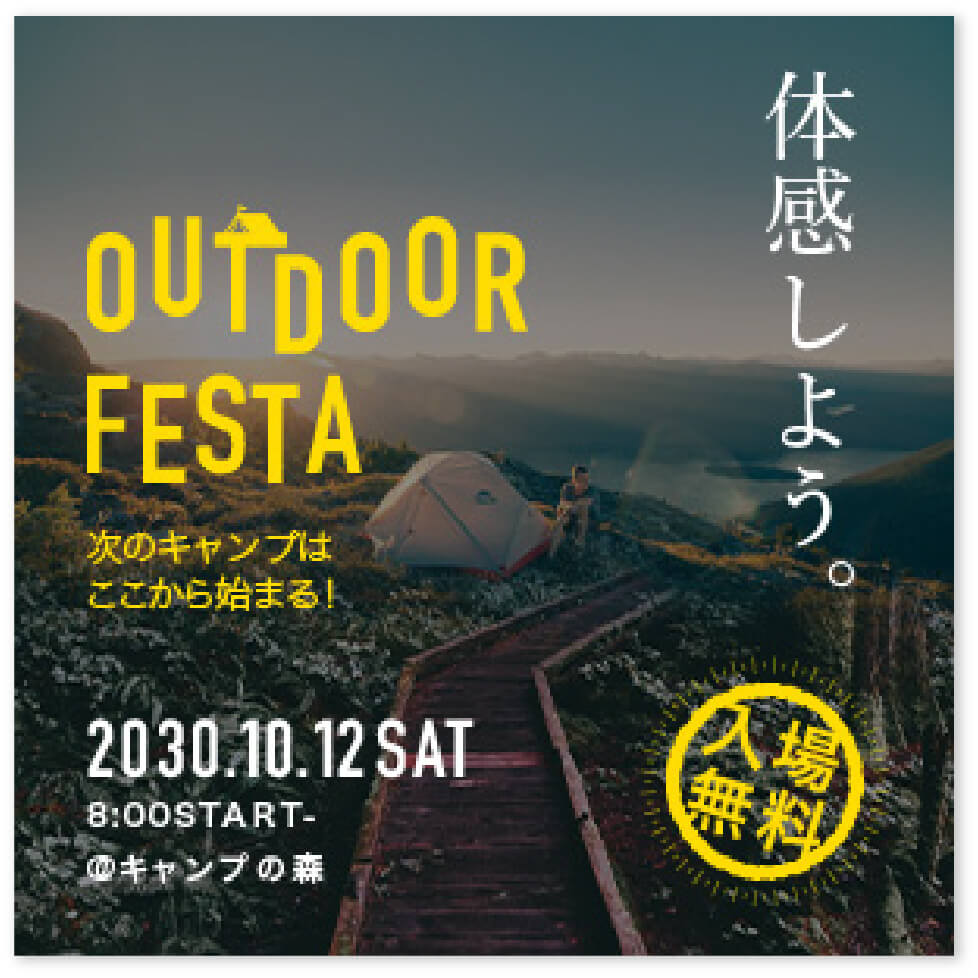 体感しよう。
OUTDOOR
FESTA
次のキャンプは
ここから始まる!
2030.10.12 SAT
8:00START-
@キャンプの森
入場
無料